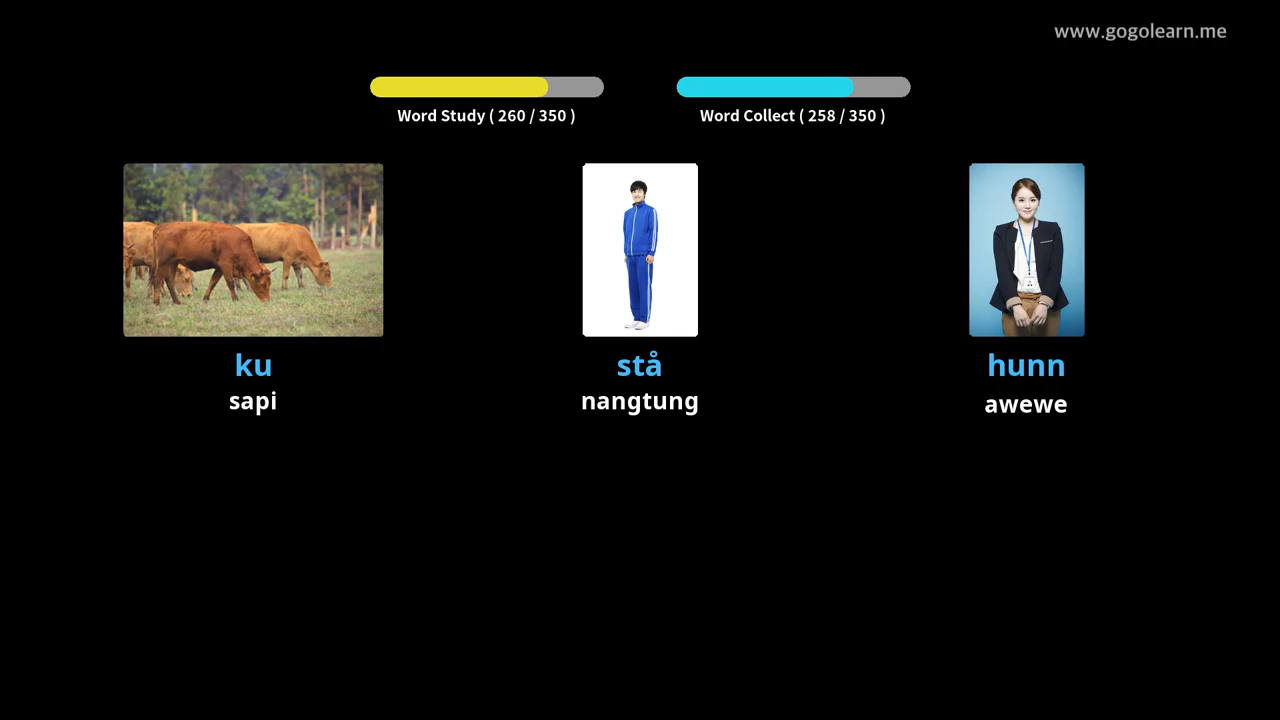 www.gogolearn.me
Word Study ( 260 / 350 )
Word Collect ( 258 / 350 )
ku
sapi
stå
nangtung
hunn
awewe